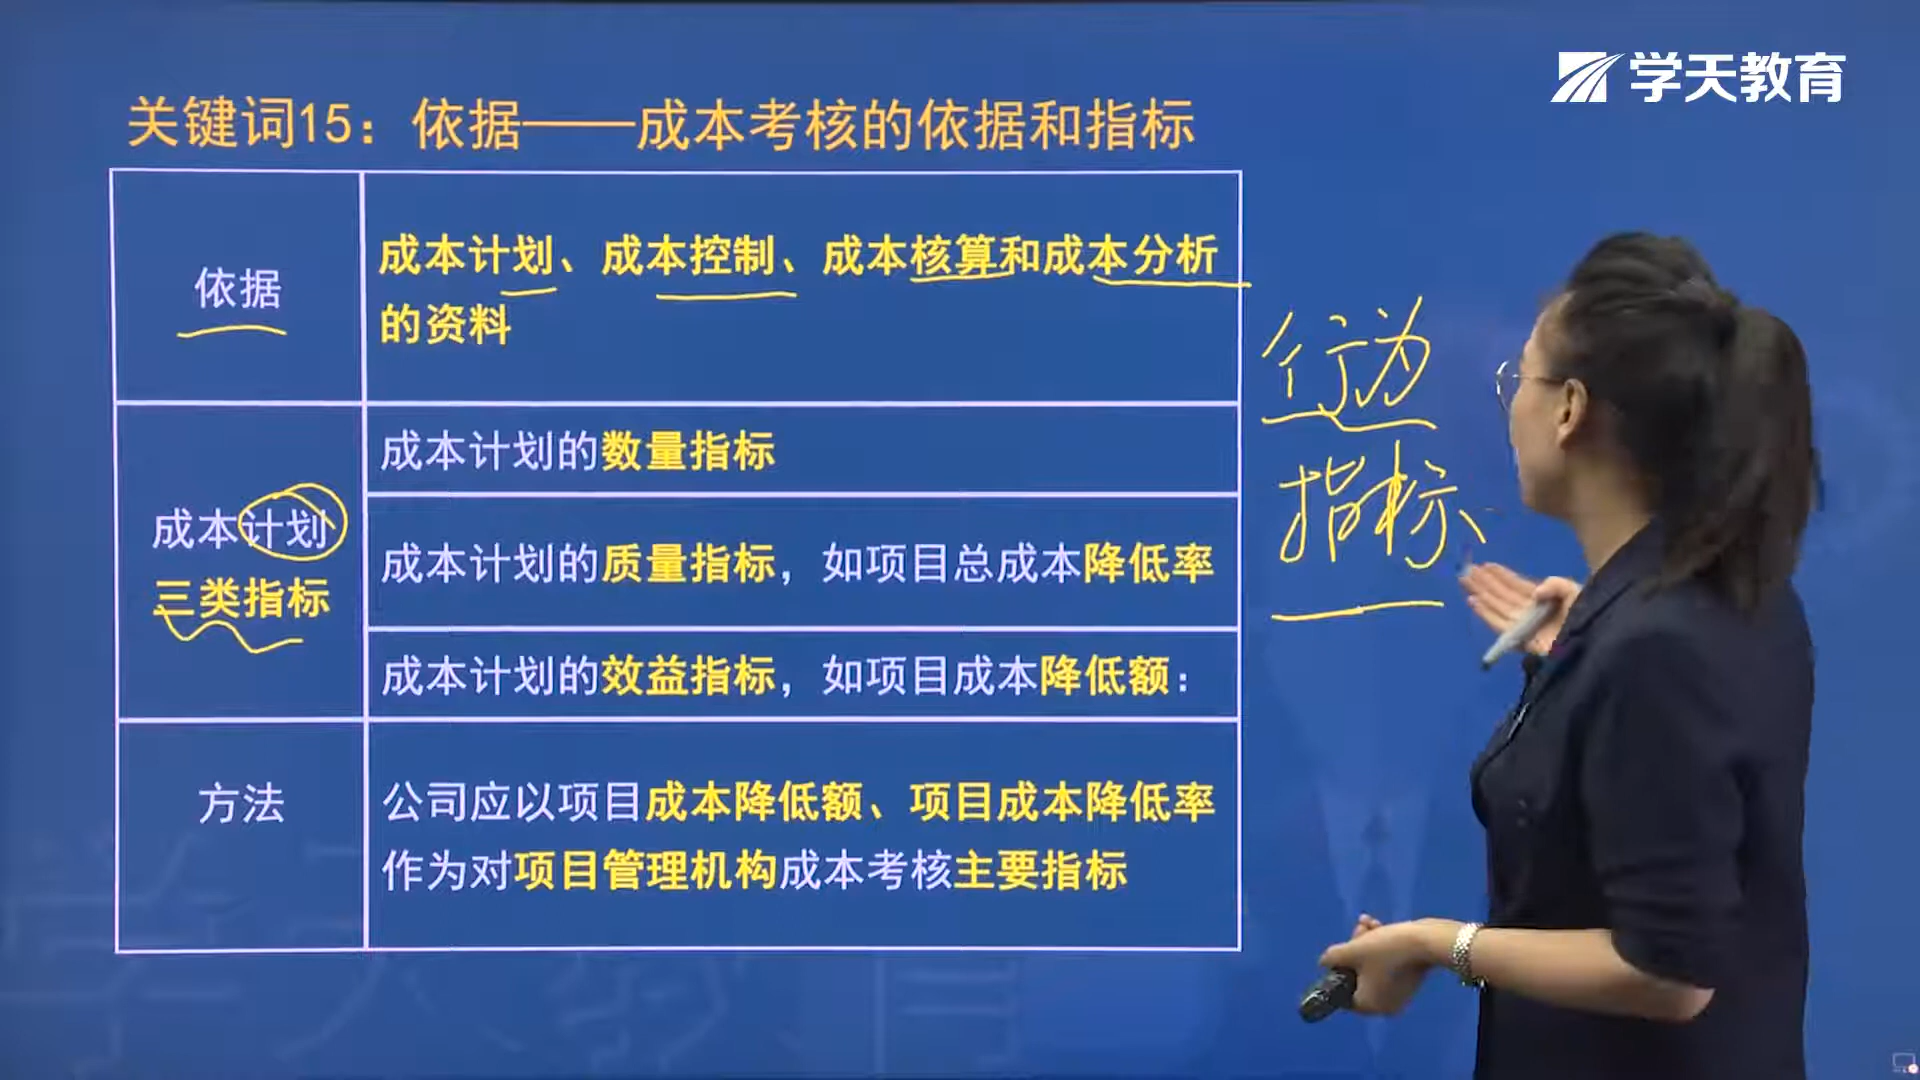 学天教育
关键词15：依据——成本考核的依据和指标
依据
成本计划、成本控制、成本核算和成本分析
的资料
行为
指标
成本计划
三类指标
成本计划的数量指标
成本计划的质量指标，如项目总成本降低率
成本计划的效益指标，如项目成本降低额：
方法
公司应以项目成本降低额、项目成本降低率
作为对项目管理机构成本考核主要指标
学天教育